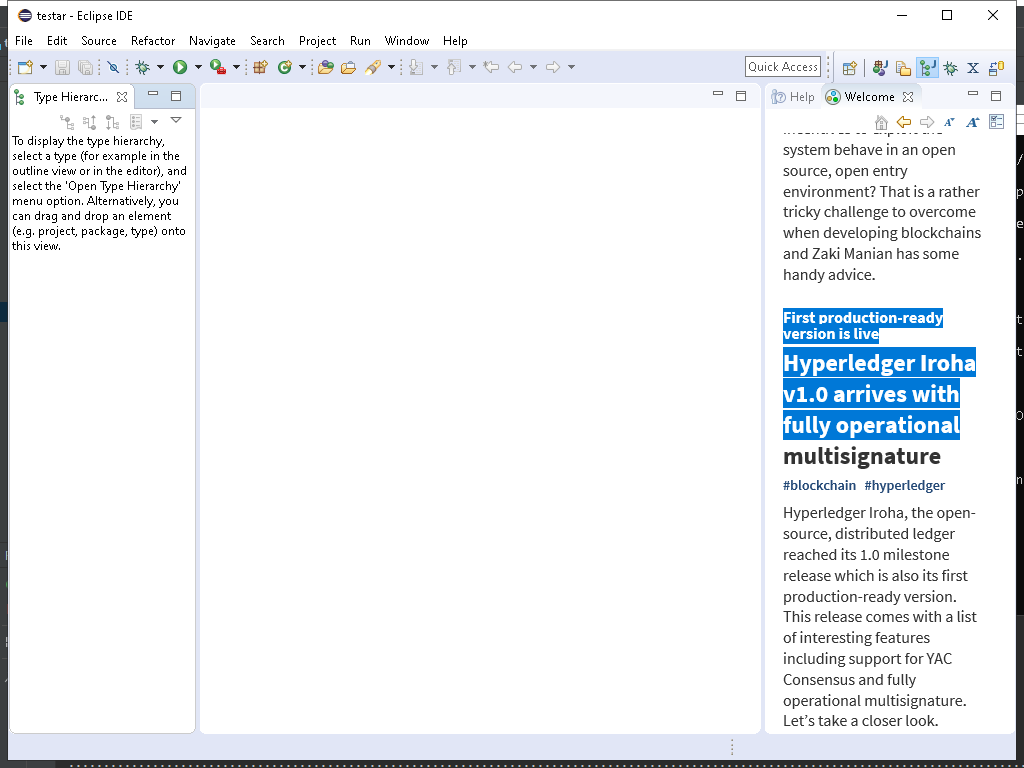 testar - Eclipse IDE
File Edit Source Refactor Navigate Search Project Run Window Help
Quick Access
Type Hierarc...
Help Welcome
To display the type hierarchy,
select a type (for example in the
outline view or in the editor), and
select the 'Open Type Hierarchy'
menu option. Alternatively, you
can drag and drop an element
(e.g. project, package, type) onto
this view.
system behave in an open
source, open entry
environment? That is a rather
tricky challenge to overcome
when developing blockchains
and Zaki Manian has some
handy advice.
First production-ready
version is live
Hyperledger Iroha
v1.0 arrives with
fully operational
multisignature
#blockchain #hyperledger
Hyperledger Iroha, the open-
source, distributed ledger
reached its 1.0 milestone
release which is also its first
production-ready version.
This release comes with a list
of interesting features
including support for YAC
Consensus and fully
operational multisignature.
Let’s take a closer look.